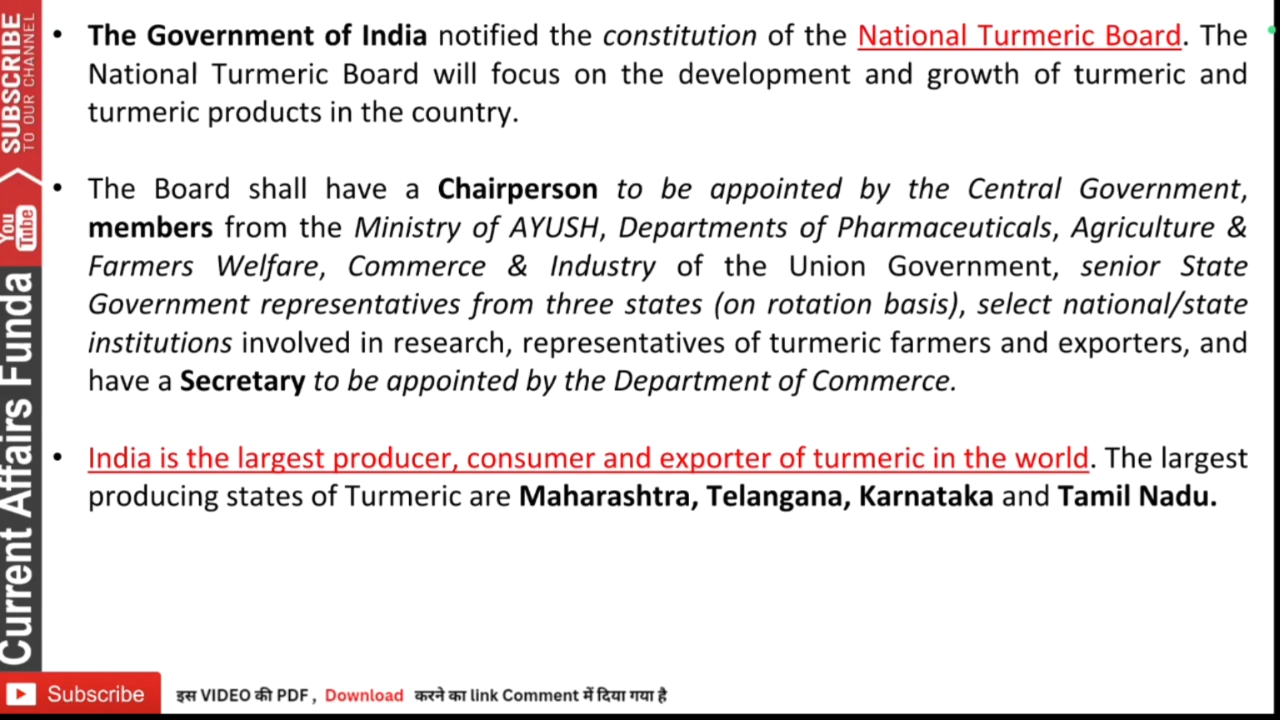 • The Government of India notified the constitution of the National Turmeric Board. The
National Turmeric Board will focus on the development and growth of turmeric and
turmeric products in the country.
• The Board shall have a Chairperson to be appointed by the Central Government,
members from the Ministry of AYUSH, Departments of Pharmaceuticals, Agriculture &
Farmers Welfare, Commerce & Industry of the Union Government, senior State
Government representatives from three states (on rotation basis), select national/state
institutions involved in research, representatives of turmeric farmers and exporters, and
have a Secretary to be appointed by the Department of Commerce.
• India is the largest producer, consumer and exporter of turmeric in the world. The largest
producing states of Turmeric are Maharashtra, Telangana, Karnataka and Tamil Nadu.
SUBSCRIBE
TO OUR CHANNEL
You
Tube
Current Affairs Funda
Subscribe
इस VIDEO की PDF , Download करने का link Comment में दिया गया है